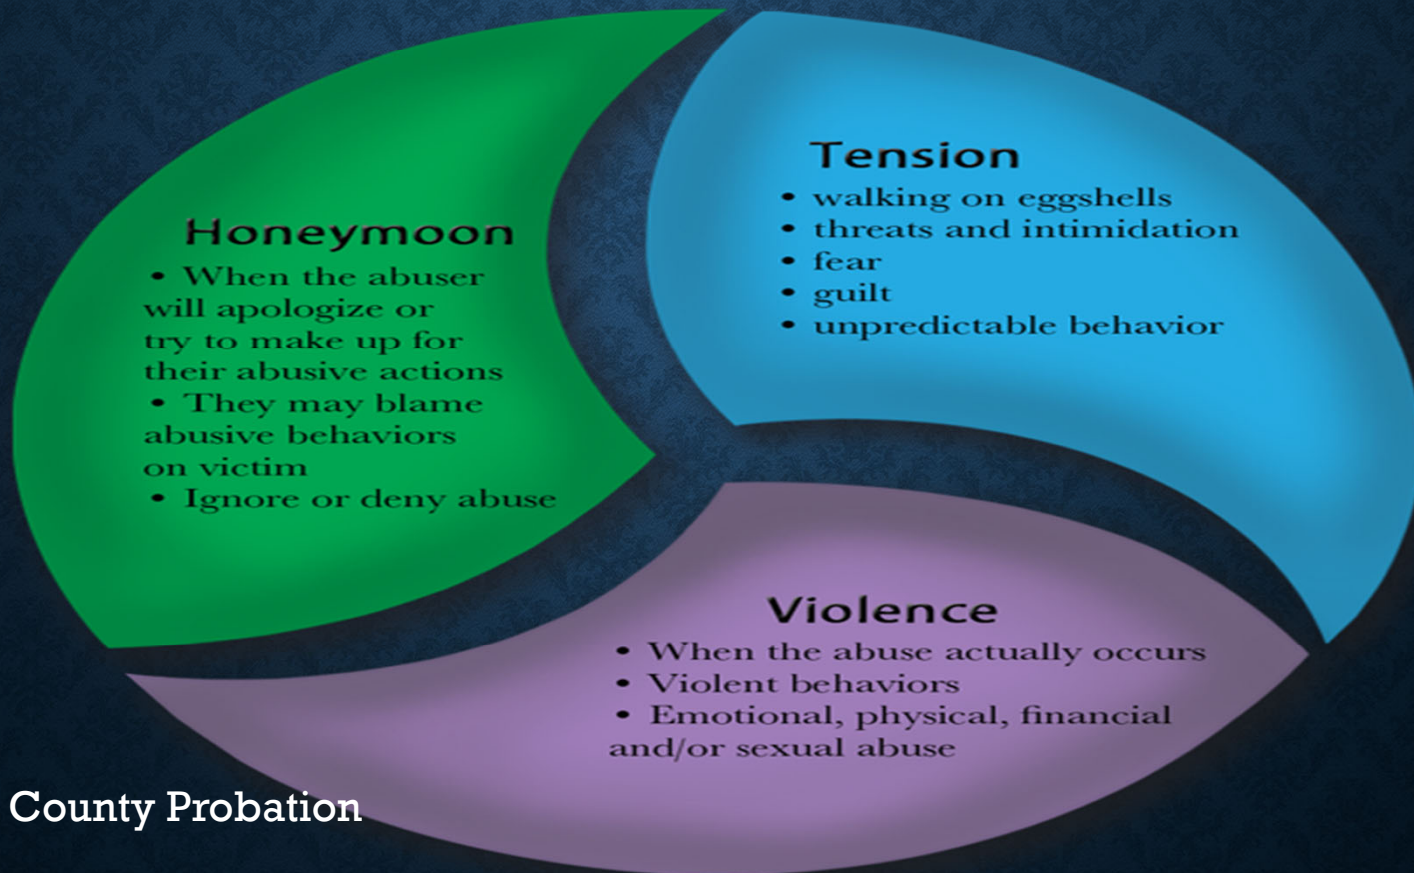 Honeymoon
• When the abuser
will apologize or
try to make up for
their abusive actions
• They may blame
abusive behaviors
on victim
• Ignore or deny abuse
Tension
• walking on eggshells
• threats and intimidation
• fear
• guilt
• unpredictable behavior
Violence
• When the abuse actually occurs
• Violent behaviors
• Emotional, physical, financial
and/or sexual abuse
County Probation